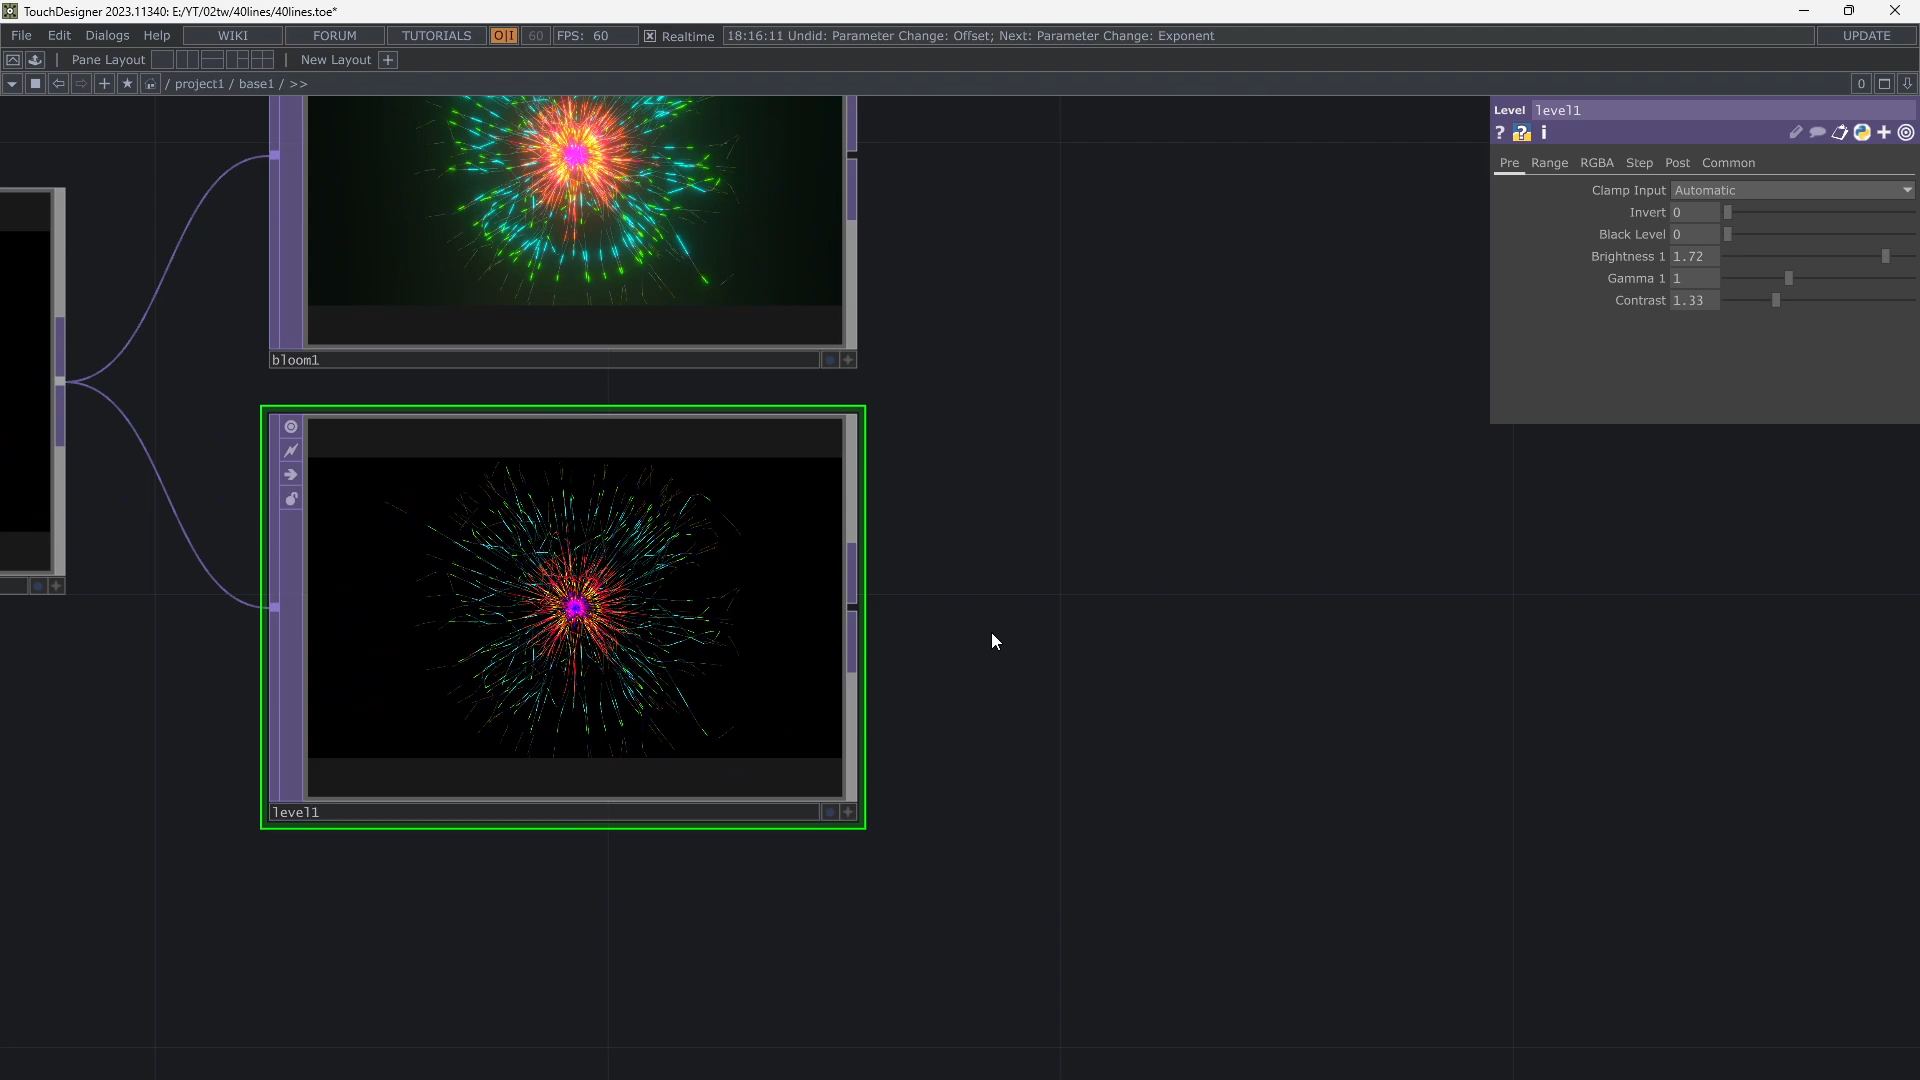 TouchDesigner 2023.11340: E:/YT/02tw/40lines/40lines.toe*
File Edit Dialogs Help WIKI FORUM TUTORIALS O|I 60 FPS: 60 Realtime 18:16:11 Undid: Parameter Change: Offset; Next: Parameter Change: Exponent UPDATE
Pane Layout New Layout +
/ project1 / base1 / >> 0
Level level1
? ? i
Pre Range RGBA Step Post Common
Clamp Input Automatic
Invert 0
Black Level 0
Brightness 1 1.72
Gamma 1 1
Contrast 1.33
bloom1
level1